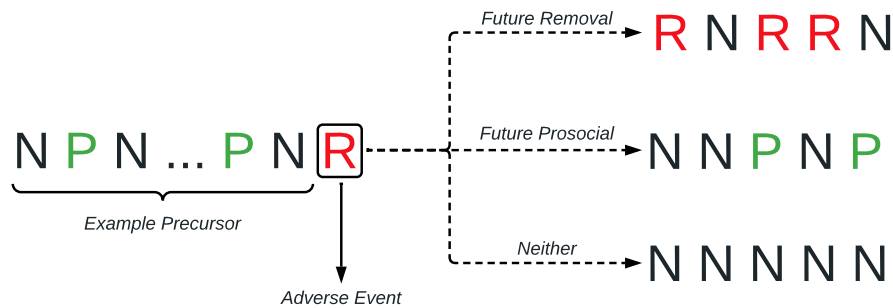 Future Removal
R N R R N
N P N ... P N R
Future Prosocial
N N P N P
Example Precursor
Neither
N N N N N
Adverse Event